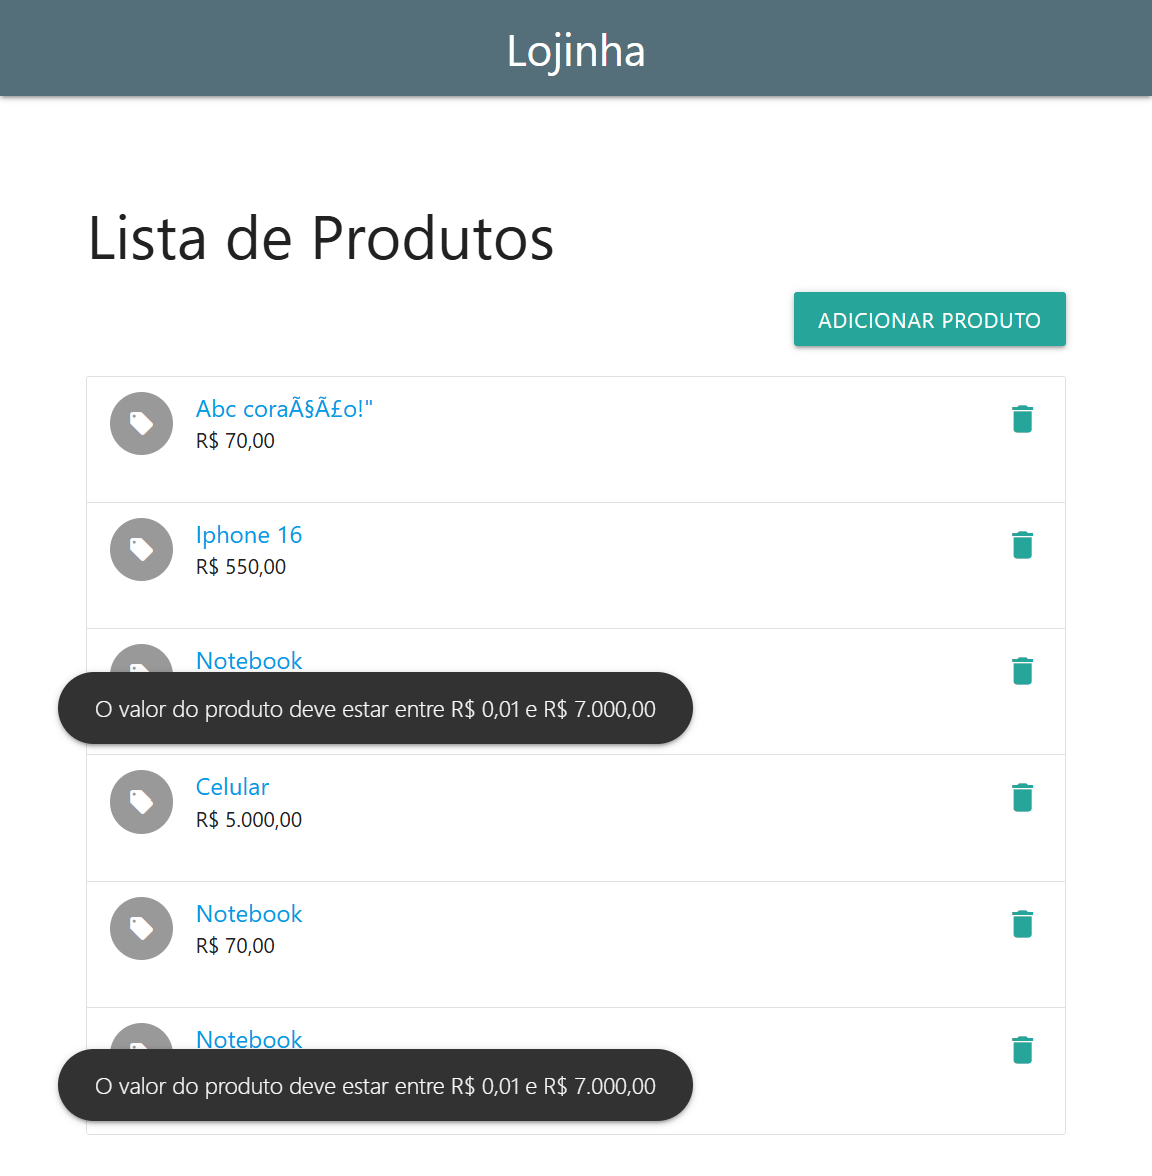 Lojinha
Lista de Produtos
ADICIONAR PRODUTO
Abc coraÃ§Ã£o!"
R$ 70,00
Iphone 16
R$ 550,00
Notebook
O valor do produto deve estar entre R$ 0,01 e R$ 7.000,00
Celular
R$ 5.000,00
Notebook
R$ 70,00
Notebook
O valor do produto deve estar entre R$ 0,01 e R$ 7.000,00